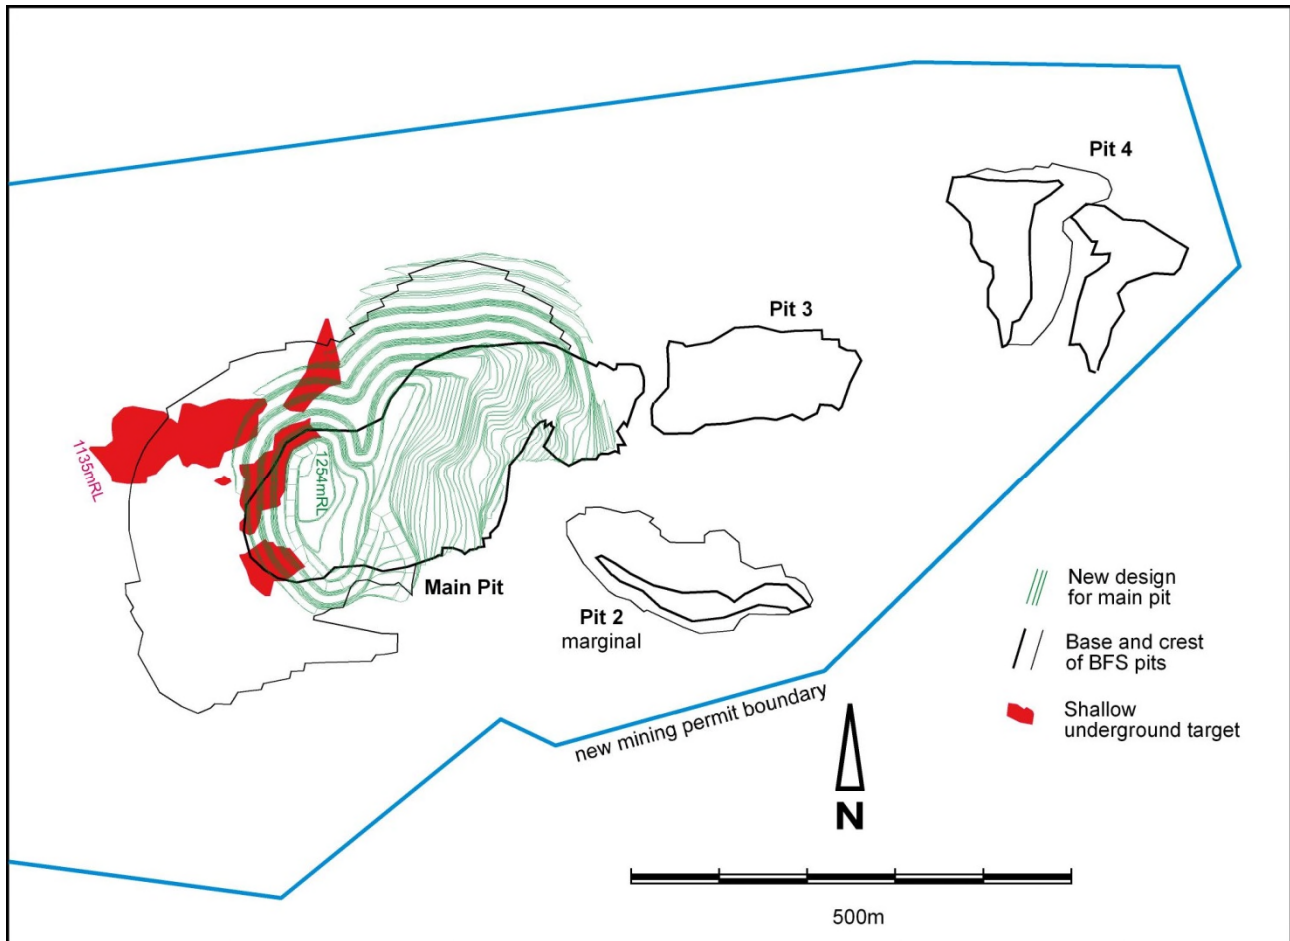 Pit 4
Pit 3
1135mRL
1254mRL
Main Pit
Pit 2
marginal
new mining permit boundary
New design
for main pit
Base and crest
of BFS pits
Shallow
underground target
N
500m